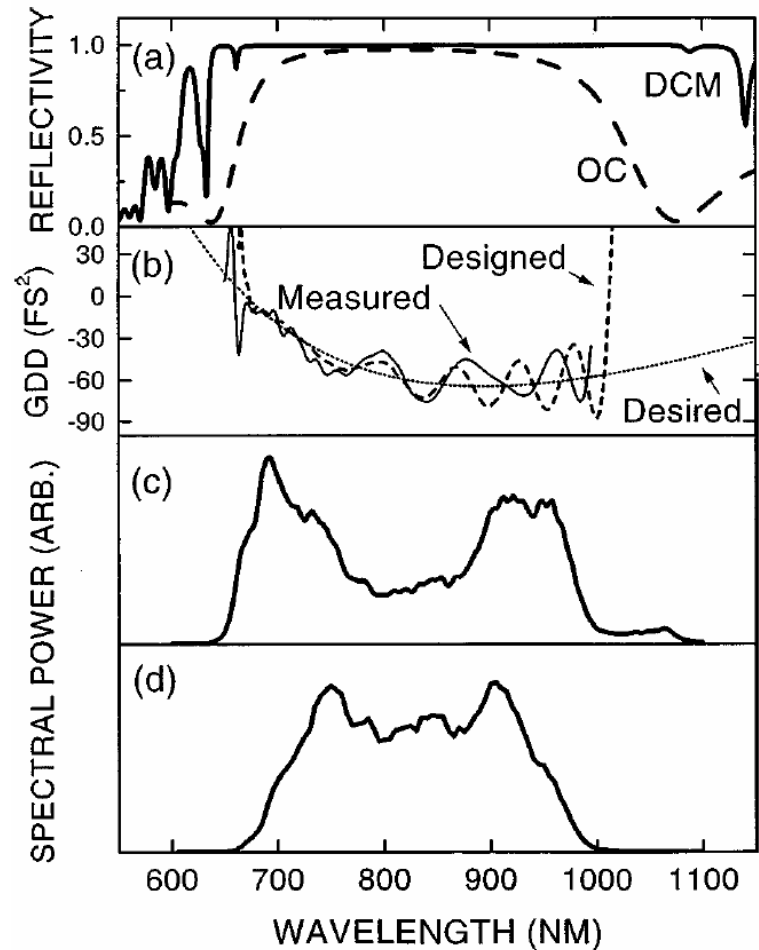 REFLECTIVITY
1.0
0.5
0.0
(a)
DCM
OC
GDD (FS²)
30
0
-30
-60
-90
(b)
Designed
Measured
Desired
SPECTRAL POWER (ARB.)
(c)
(d)
600 700 800 900 1000 1100
WAVELENGTH (NM)